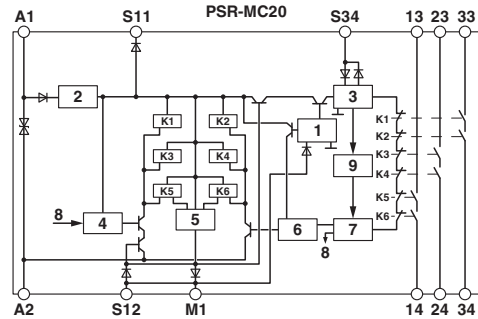 PSR-MC20
A1 S11 S34 13 23 33
2 3
K1 K2 1 K1
K2
K3 K4 K3
9
K4
K5 K6 K5
8 4 5 6 7 K6
8
A2 S12 M1 14 24 34